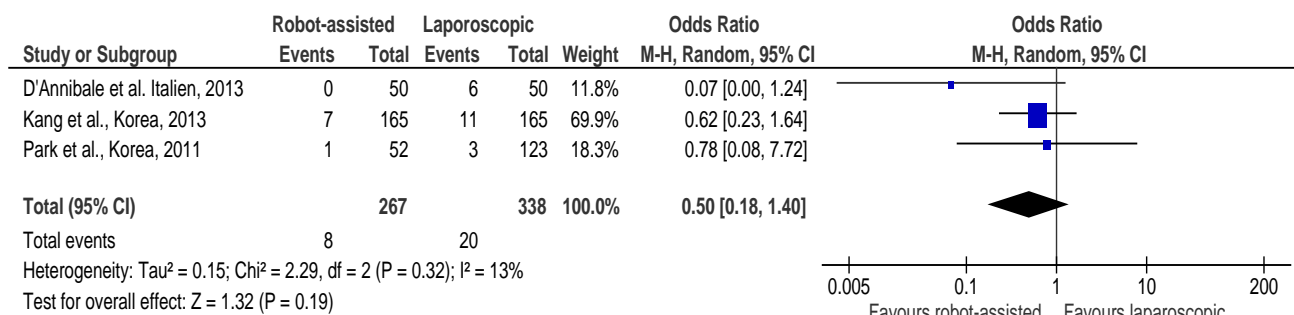 Robot-assisted Laparoscopic Odds Ratio Odds Ratio
Study or Subgroup Events Total Events Total Weight M-H, Random, 95% CI M-H, Random, 95% CI
D'Annibale et al. Italien, 2013 0 50 6 50 11.8% 0.07 [0.00, 1.24]
Kang et al., Korea, 2013 7 165 11 165 69.9% 0.62 [0.23, 1.64]
Park et al., Korea, 2011 1 52 3 123 18.3% 0.78 [0.08, 7.72]
Total (95% CI) 267 338 100.0% 0.50 [0.18, 1.40]
Total events 8 20
Heterogeneity: Tau² = 0.15; Chi² = 2.29, df = 2 (P = 0.32); I² = 13%
Test for overall effect: Z = 1.32 (P = 0.19)
0.005 0.1 1 10 200
Favours robot-assisted Favours laparoscopic